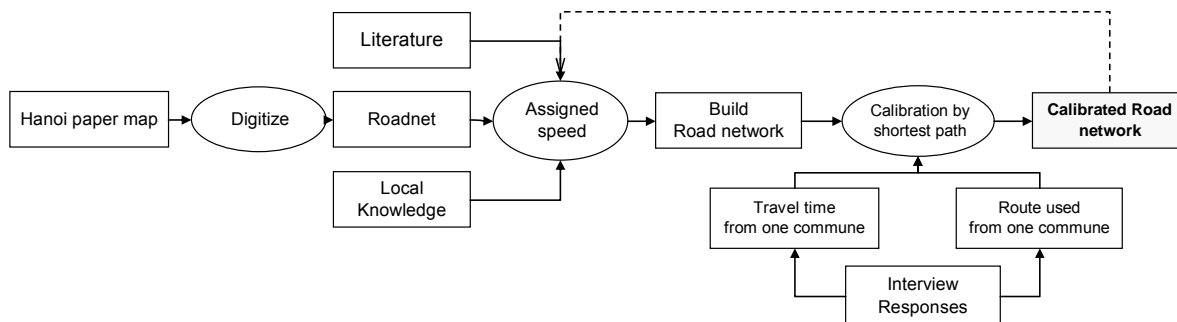 Literature
Hanoi paper map
Digitize
Roadnet
Assigned
speed
Build
Road network
Calibration by
shortest path
Calibrated Road
network
Local
Knowledge
Travel time
from one commune
Route used
from one commune
Interview
Responses